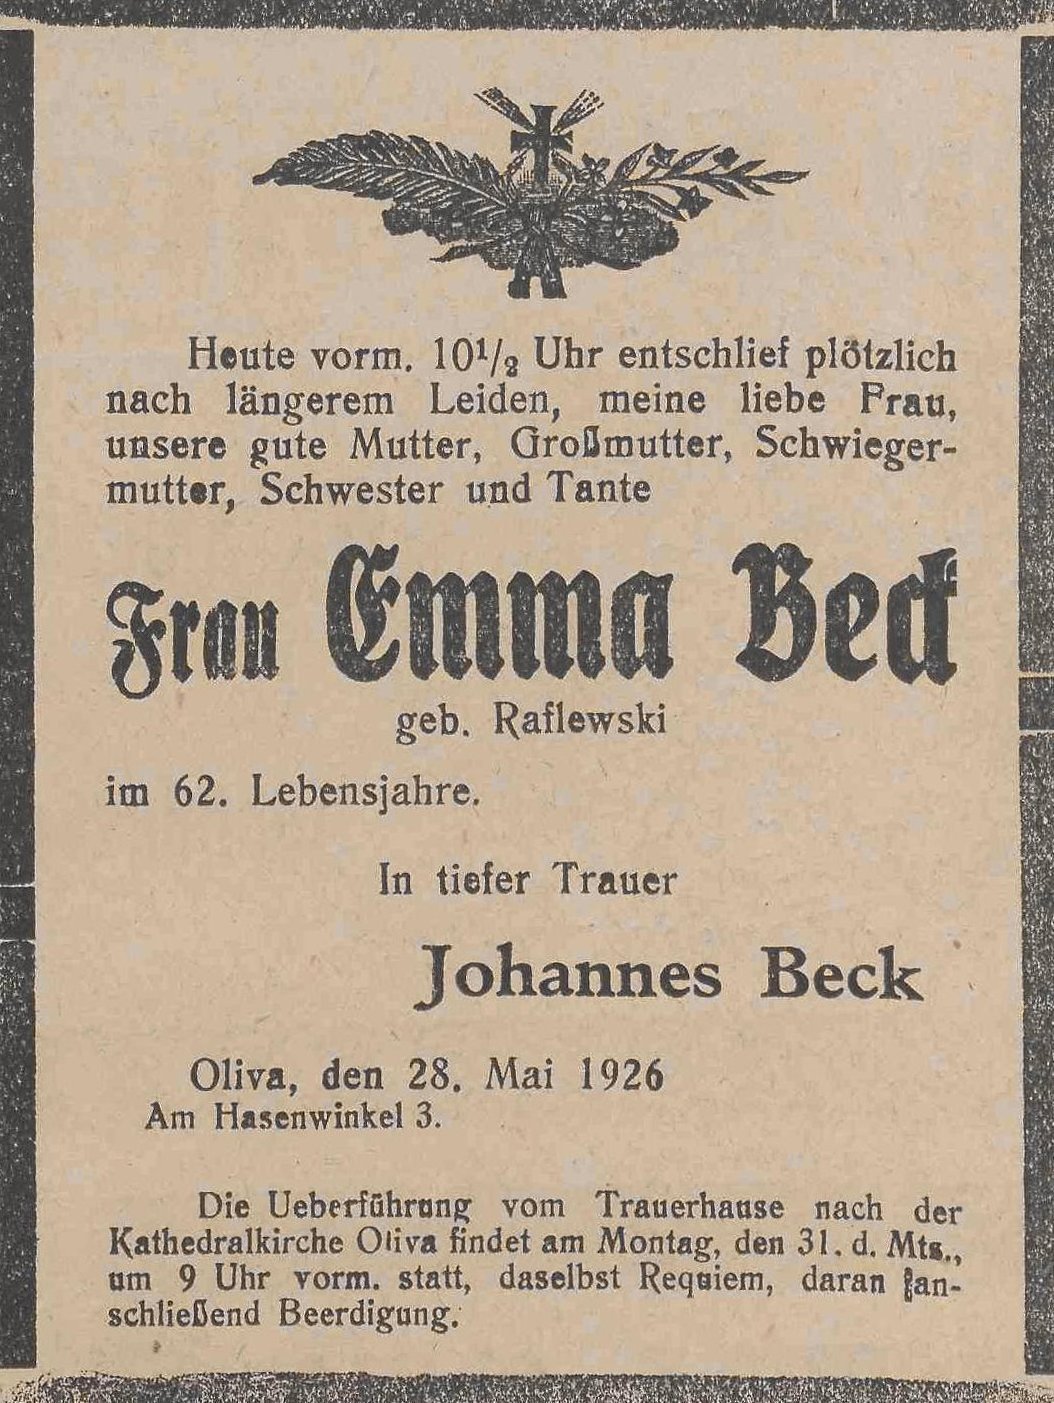 Heute vorm. 10½ Uhr entschlief plötzlich
nach längerem Leiden, meine liebe Frau,
unsere gute Mutter, Großmutter, Schwieger-
mutter, Schwester und Tante
Frau Emma Beck
geb. Raflewski
im 62. Lebensjahre.
In tiefer Trauer
Johannes Beck
Oliva, den 28. Mai 1926
Am Hasenwinkel 3.
Die Ueberführung vom Trauerhause nach der
Kathedralkirche Oliva findet am Montag, den 31. d. Mts.,
um 9 Uhr vorm. statt, daselbst Requiem, daran an-
schließend Beerdigung.